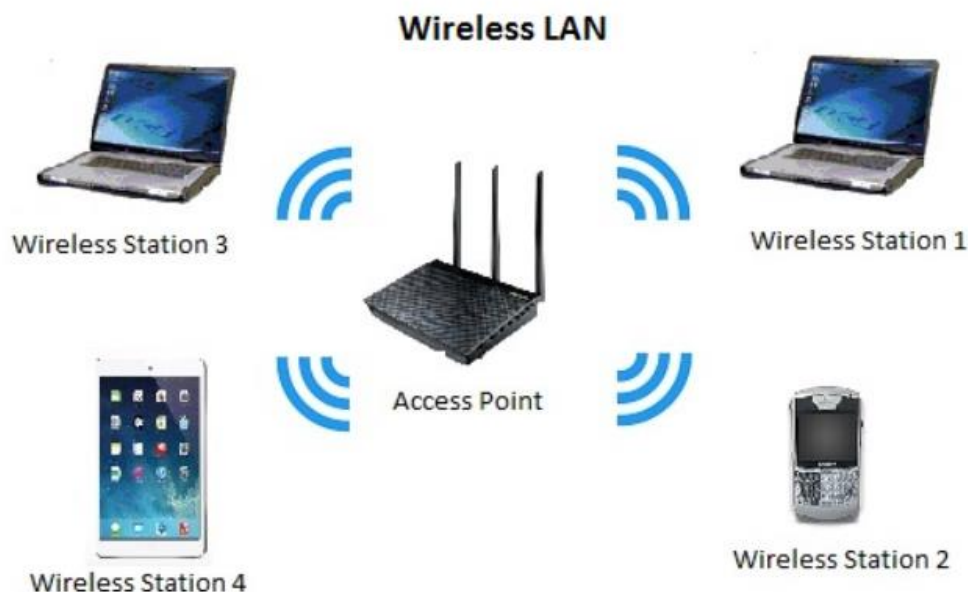 Wireless LAN
Wireless Station 3
Wireless Station 1
Access Point
Wireless Station 4
Wireless Station 2